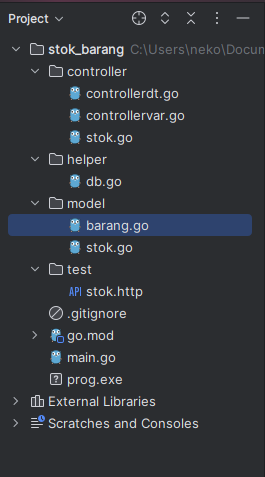 Project
stok_barang C:\Users\neko\Docum
controller
controllerdt.go
controllervar.go
stok.go
helper
db.go
model
barang.go
stok.go
test
API stok.http
.gitignore
go.mod
main.go
prog.exe
External Libraries
Scratches and Consoles